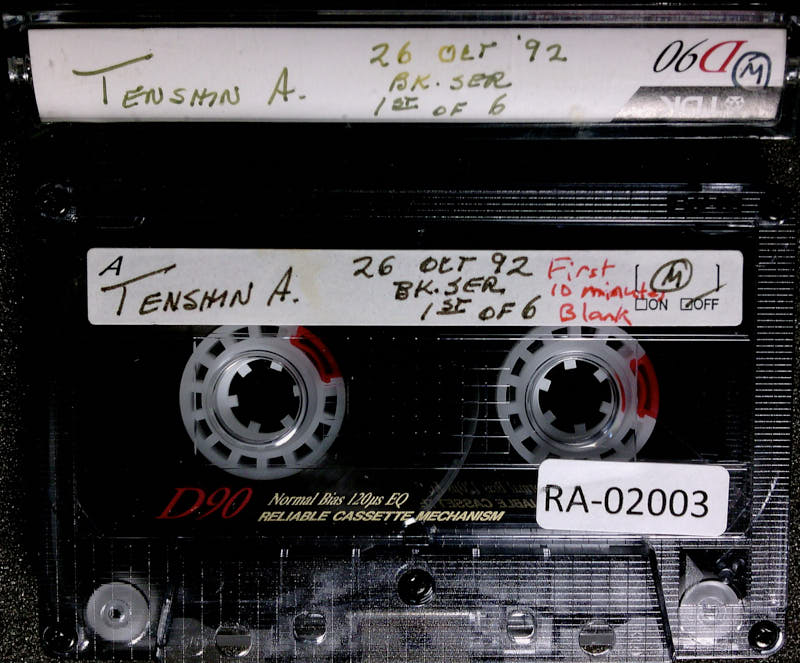 TENSHIN A.
26 OCT '92
BK. SER
1ST OF 6
D90
M
TDK
A
TENSHIN A.
26 OCT 92
BK. SER
1ST OF 6
First
10 minutes
Blank
M
ON OFF
D90 Normal Bias 120μs EQ
RELIABLE CASSETTE MECHANISM
RA-02003